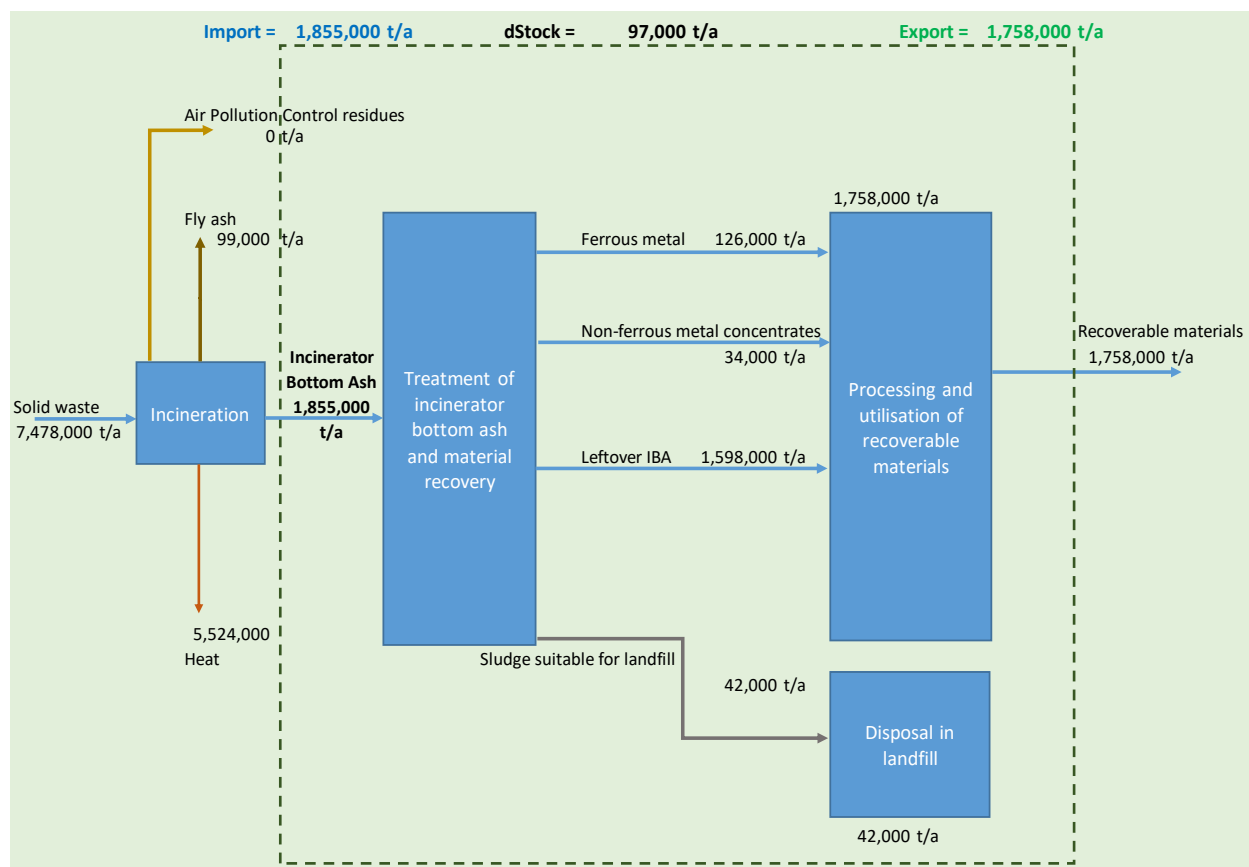 Import = 1,855,000 t/a dStock = 97,000 t/a Export = 1,758,000 t/a
Air Pollution Control residues
0 t/a
Fly ash
99,000 t/a
Solid waste
7,478,000 t/a
Incineration
5,524,000
Heat
Incinerator
Bottom Ash
1,855,000
t/a
Treatment of
incinerator
bottom ash
and material
recovery
Ferrous metal 126,000 t/a
Non-ferrous metal concentrates
34,000 t/a
Leftover IBA 1,598,000 t/a
Sludge suitable for landfill
42,000 t/a
1,758,000 t/a
Processing and
utilisation of
recoverable
materials
Recoverable materials
1,758,000 t/a
Disposal in
landfill
42,000 t/a